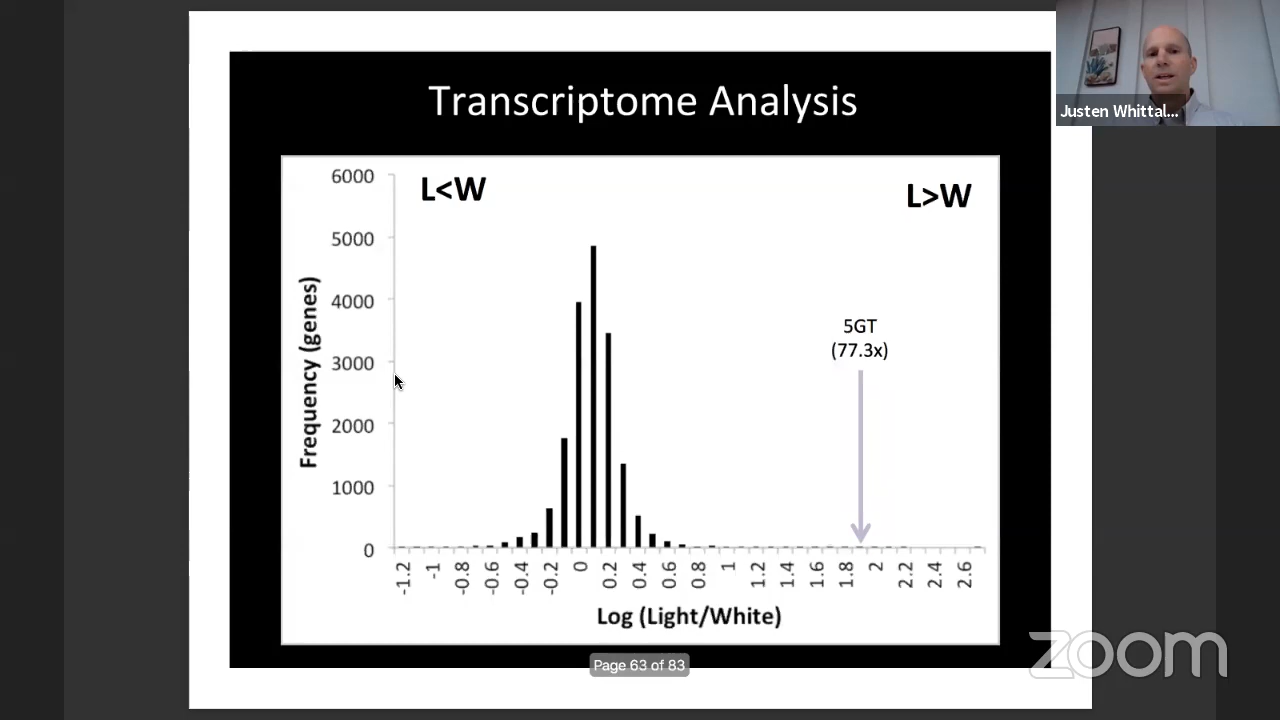 Transcriptome Analysis
Justen Whittal...
L<W
L>W
6000
5000
4000
3000
2000
1000
0
Frequency (genes)
5GT
(77.3x)
-1.2
-1
-0.8
-0.6
-0.4
-0.2
0
0.2
0.4
0.6
0.8
1
1.2
1.4
1.6
1.8
2
2.2
2.4
2.6
Log (Light/White)
Page 63 of 83
zoom